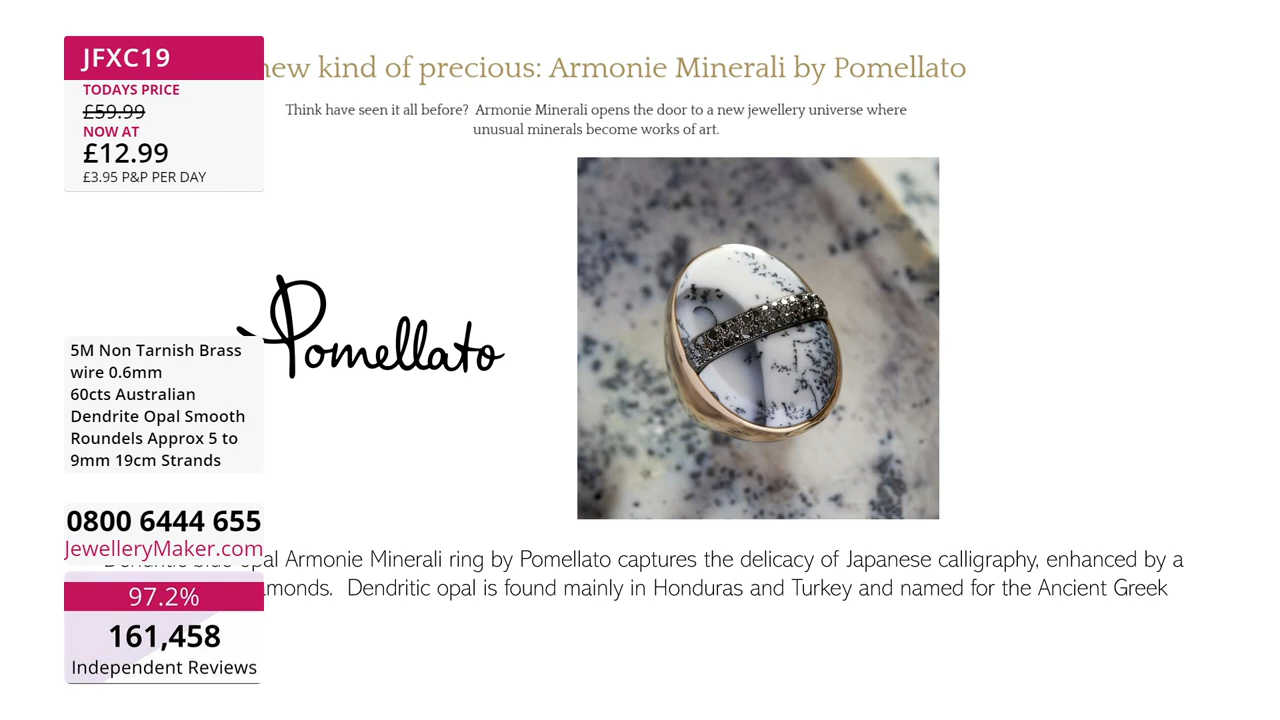 JFXC19
TODAYS PRICE
£59.99
NOW AT
£12.99
£3.95 P&P PER DAY
new kind of precious: Armonie Minerali by Pomellato
Think have seen it all before? Armonie Minerali opens the door to a new jewellery universe where
unusual minerals become works of art.
Pomellato
5M Non Tarnish Brass
wire 0.6mm
60cts Australian
Dendrite Opal Smooth
Roundels Approx 5 to
9mm 19cm Strands
0800 6444 655
JewelleryMaker.com
opal Armonie Minerali ring by Pomellato captures the delicacy of Japanese calligraphy, enhanced by a
Dendritic opal is found mainly in Honduras and Turkey and named for the Ancient Greek
97.2%
161,458
Independent Reviews